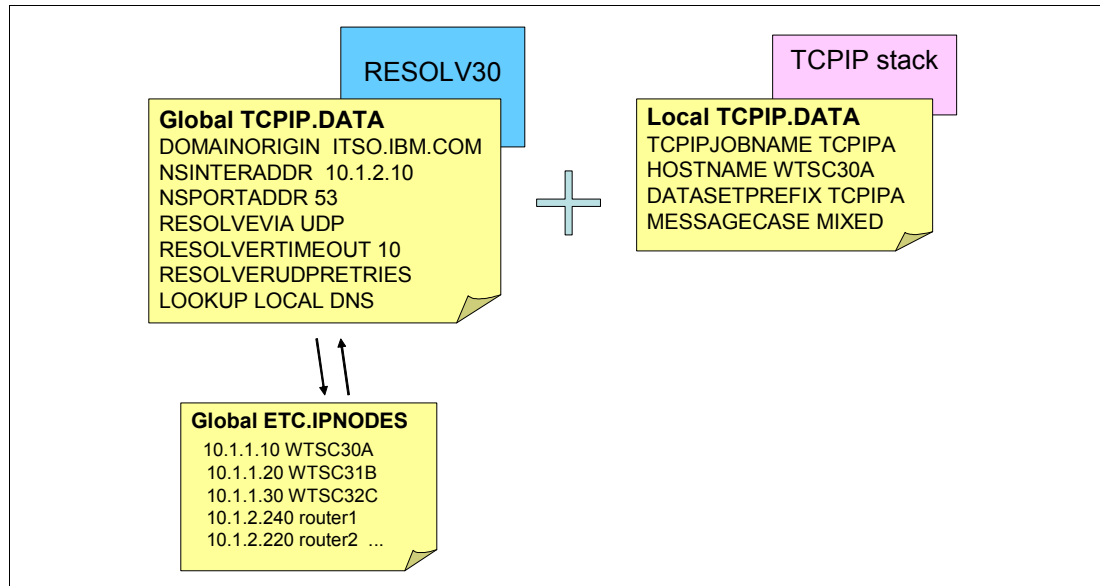 RESOLV30
Global TCPIP.DATA
DOMAINORIGIN ITSO.IBM.COM
NSINTERADDR 10.1.2.10
NSPORTADDR 53
RESOLVEVIA UDP
RESOLVERTIMEOUT 10
RESOLVERUDPRETRIES
LOOKUP LOCAL DNS
TCPIP stack
Local TCPIP.DATA
TCPIPJOBNAME TCPIPA
HOSTNAME WTSC30A
DATASETPREFIX TCPIPA
MESSAGECASE MIXED
Global ETC.IPNODES
10.1.1.10 WTSC30A
10.1.1.20 WTSC31B
10.1.1.30 WTSC32C
10.1.2.240 router1
10.1.2.220 router2 ...